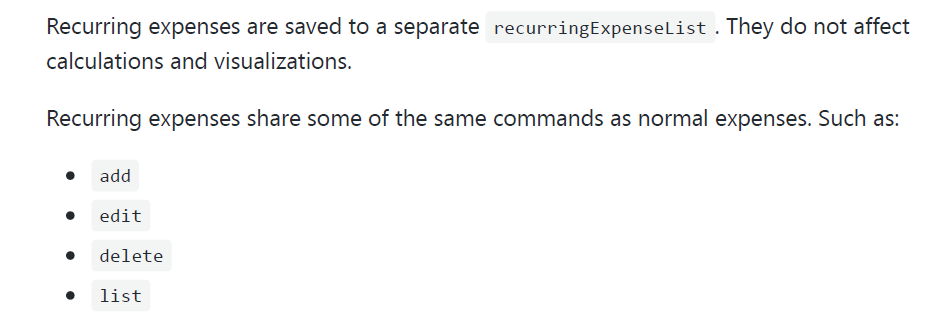 Recurring expenses are saved to a separate recurringExpenseList. They do not affect
calculations and visualizations.
Recurring expenses share some of the same commands as normal expenses. Such as:
add
edit
delete
list